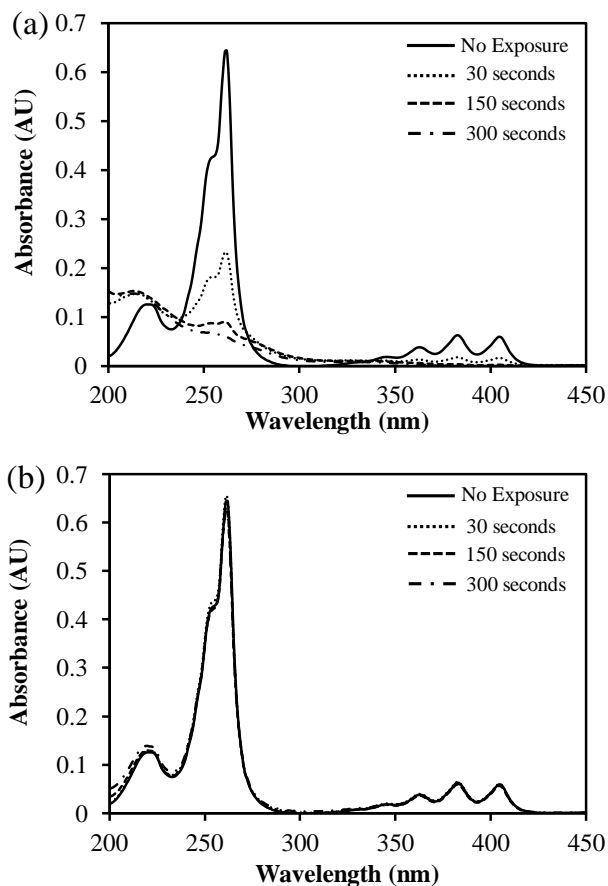 (a)
0.7
0.6
0.5
0.4
0.3
0.2
0.1
0
Absorbance (AU)
No Exposure
30 seconds
150 seconds
300 seconds
200 250 300 350 400 450
Wavelength (nm)
(b)
0.7
0.6
0.5
0.4
0.3
0.2
0.1
0
Absorbance (AU)
No Exposure
30 seconds
150 seconds
300 seconds
200 250 300 350 400 450
Wavelength (nm)